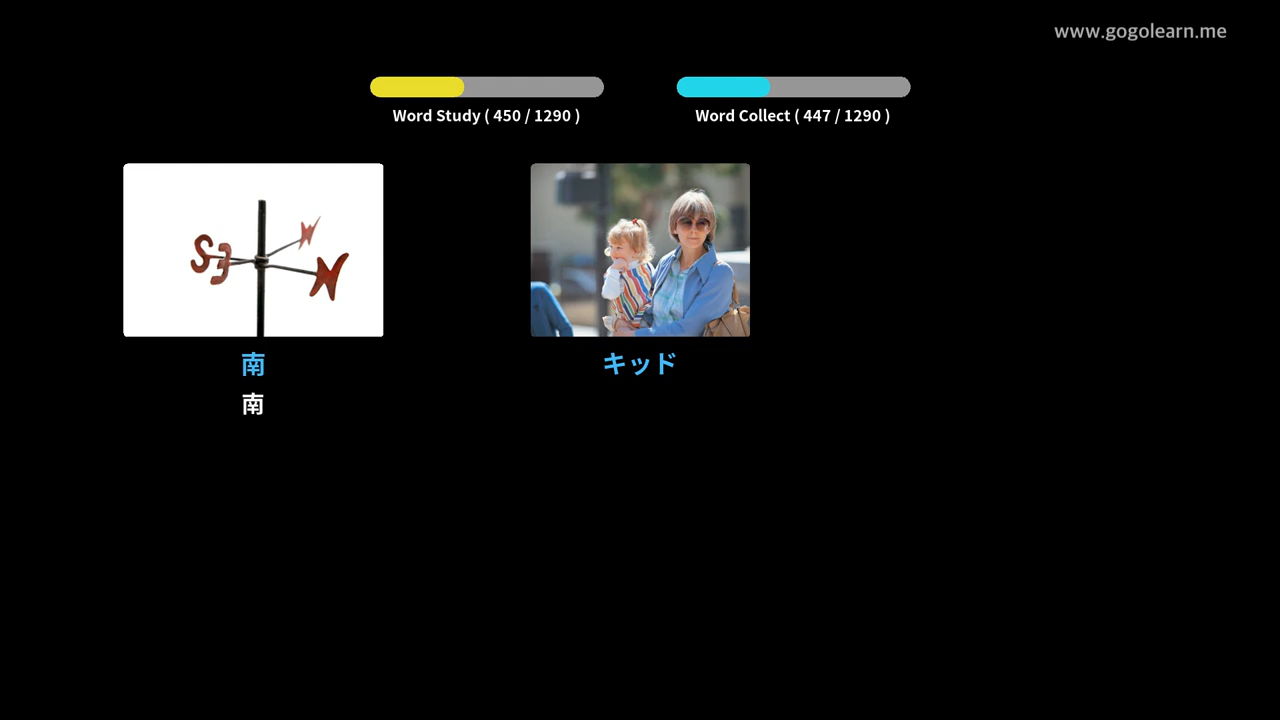 www.gogolearn.me
Word Study ( 450 / 1290 )
Word Collect ( 447 / 1290 )
S
E
W
N
南
キッド
南